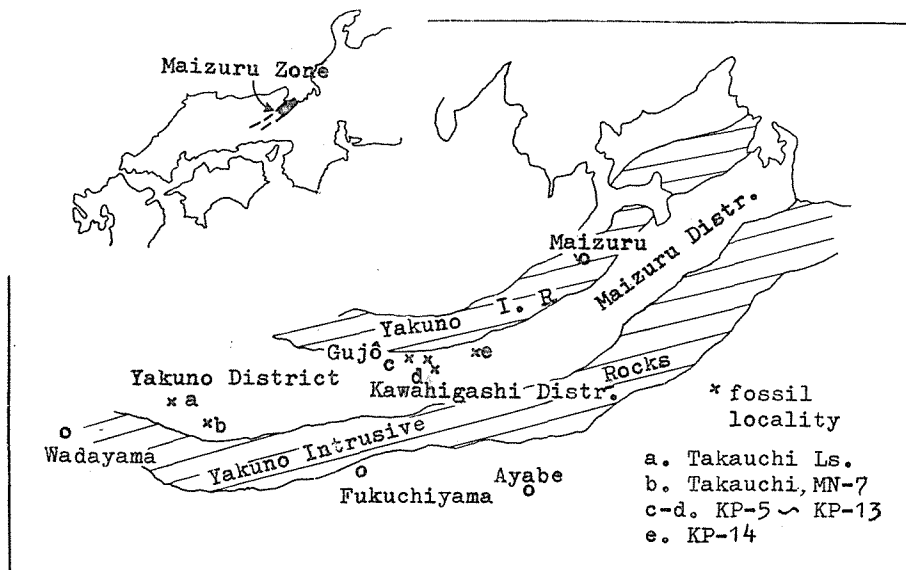 Maizuru Zone
Maizuru
Maizuru Distr.
Yakuno I. R
Gujô
c
d
e
Kawahigashi Distr.
Yakuno District
a
b
Wadayama
Yakuno Intrusive Rocks
Fukuchiyama
Ayabe
x fossil
locality
a. Takauchi Ls.
b. Takauchi, MN-7
c-d. KP-5 ~ KP-13
e. KP-14